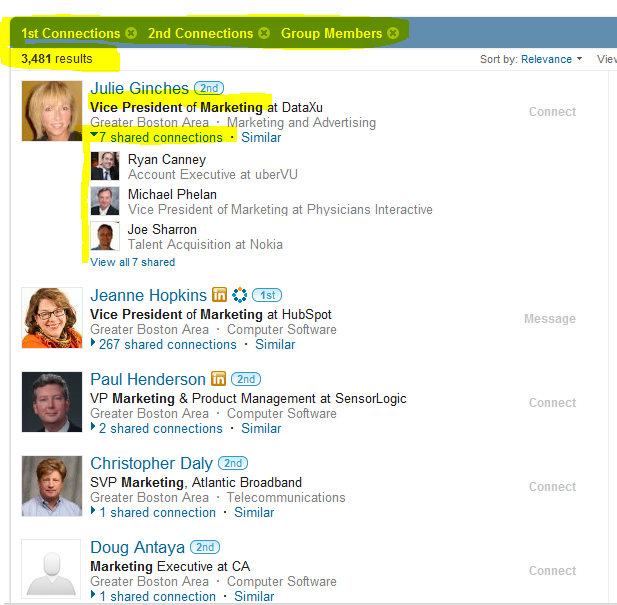 1st Connections 2nd Connections Group Members
3,481 results Sort by: Relevance View
Julie Ginches 2nd
Vice President of Marketing at DataXu Connect
Greater Boston Area · Marketing and Advertising
7 shared connections · Similar
Ryan Canney
Account Executive at uberVU
Michael Phelan
Vice President of Marketing at Physicians Interactive
Joe Sharron
Talent Acquisition at Nokia
View all 7 shared
Jeanne Hopkins in 1st
Vice President of Marketing at HubSpot Message
Greater Boston Area · Computer Software
267 shared connections · Similar
Paul Henderson in 2nd
VP Marketing & Product Management at SensorLogic Connect
Greater Boston Area · Computer Software
2 shared connections · Similar
Christopher Daly 2nd
SVP Marketing, Atlantic Broadband Connect
Greater Boston Area · Telecommunications
1 shared connection · Similar
Doug Antaya 2nd
Marketing Executive at CA Connect
Greater Boston Area · Computer Software
1 shared connections · Similar